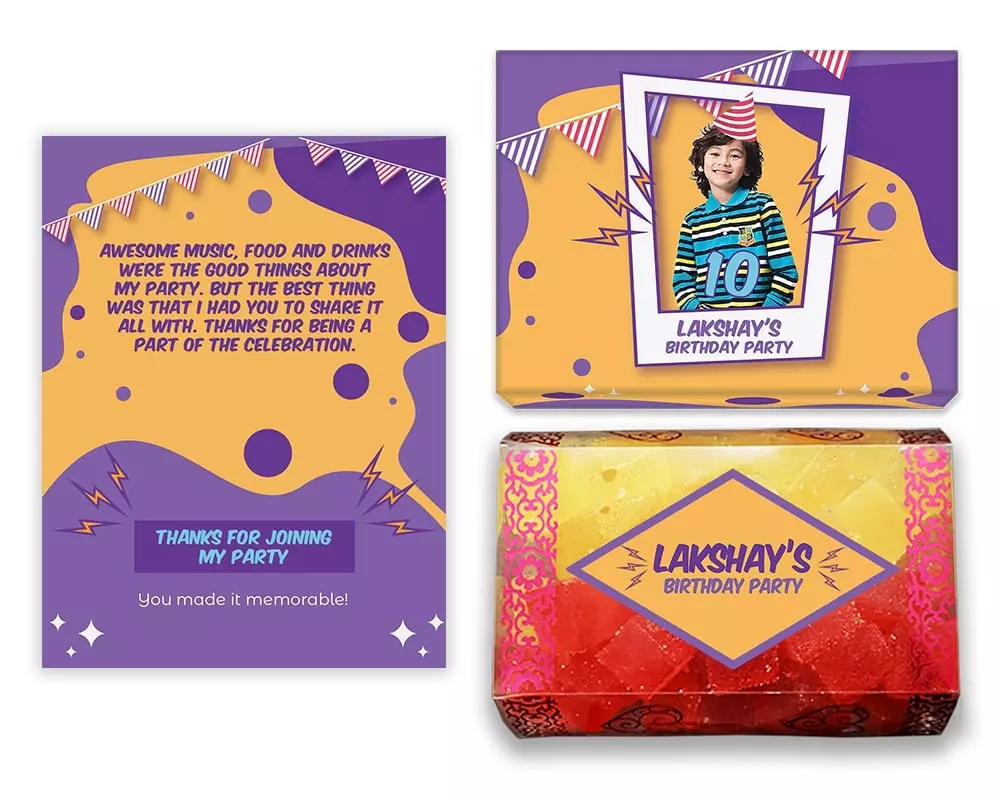 AWESOME MUSIC, FOOD AND DRINKS
WERE THE GOOD THINGS ABOUT
MY PARTY. BUT THE BEST THING
WAS THAT I HAD YOU TO SHARE IT
ALL WITH. THANKS FOR BEING A
PART OF THE CELEBRATION.
THANKS FOR JOINING
MY PARTY
You made it memorable!
10
LAKSHAY'S
BIRTHDAY PARTY
LAKSHAY'S
BIRTHDAY PARTY